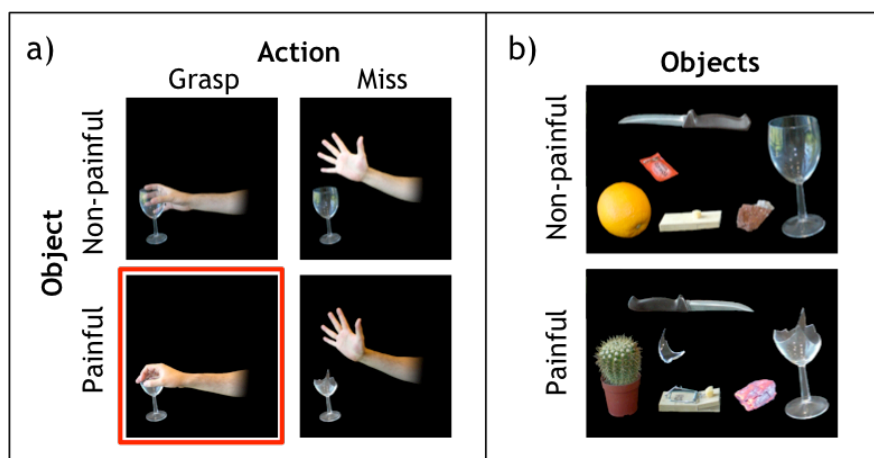 a)
Action
Grasp
Miss
Object
Non-painful
Painful
b)
Objects
Non-painful
Painful